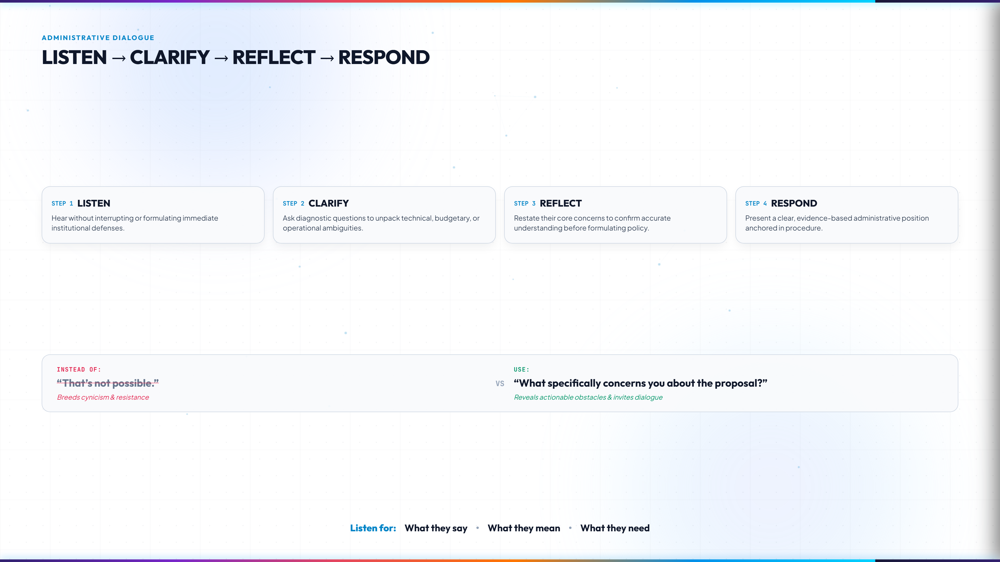 ADMINISTRATIVE DIALOGUE
LISTEN → CLARIFY → REFLECT → RESPOND
STEP 1 LISTEN
Hear without interrupting or formulating immediate
institutional defenses.
STEP 2 CLARIFY
Ask diagnostic questions to unpack technical, budgetary, or
operational ambiguities.
STEP 3 REFLECT
Restate their core concerns to confirm accurate
understanding before formulating policy.
STEP 4 RESPOND
Present a clear, evidence-based administrative position
anchored in procedure.
INSTEAD OF:
“That’s not possible.”
Breeds cynicism & resistance
VS
USE:
“What specifically concerns you about the proposal?”
Reveals actionable obstacles & invites dialogue
Listen for: What they say • What they mean • What they need